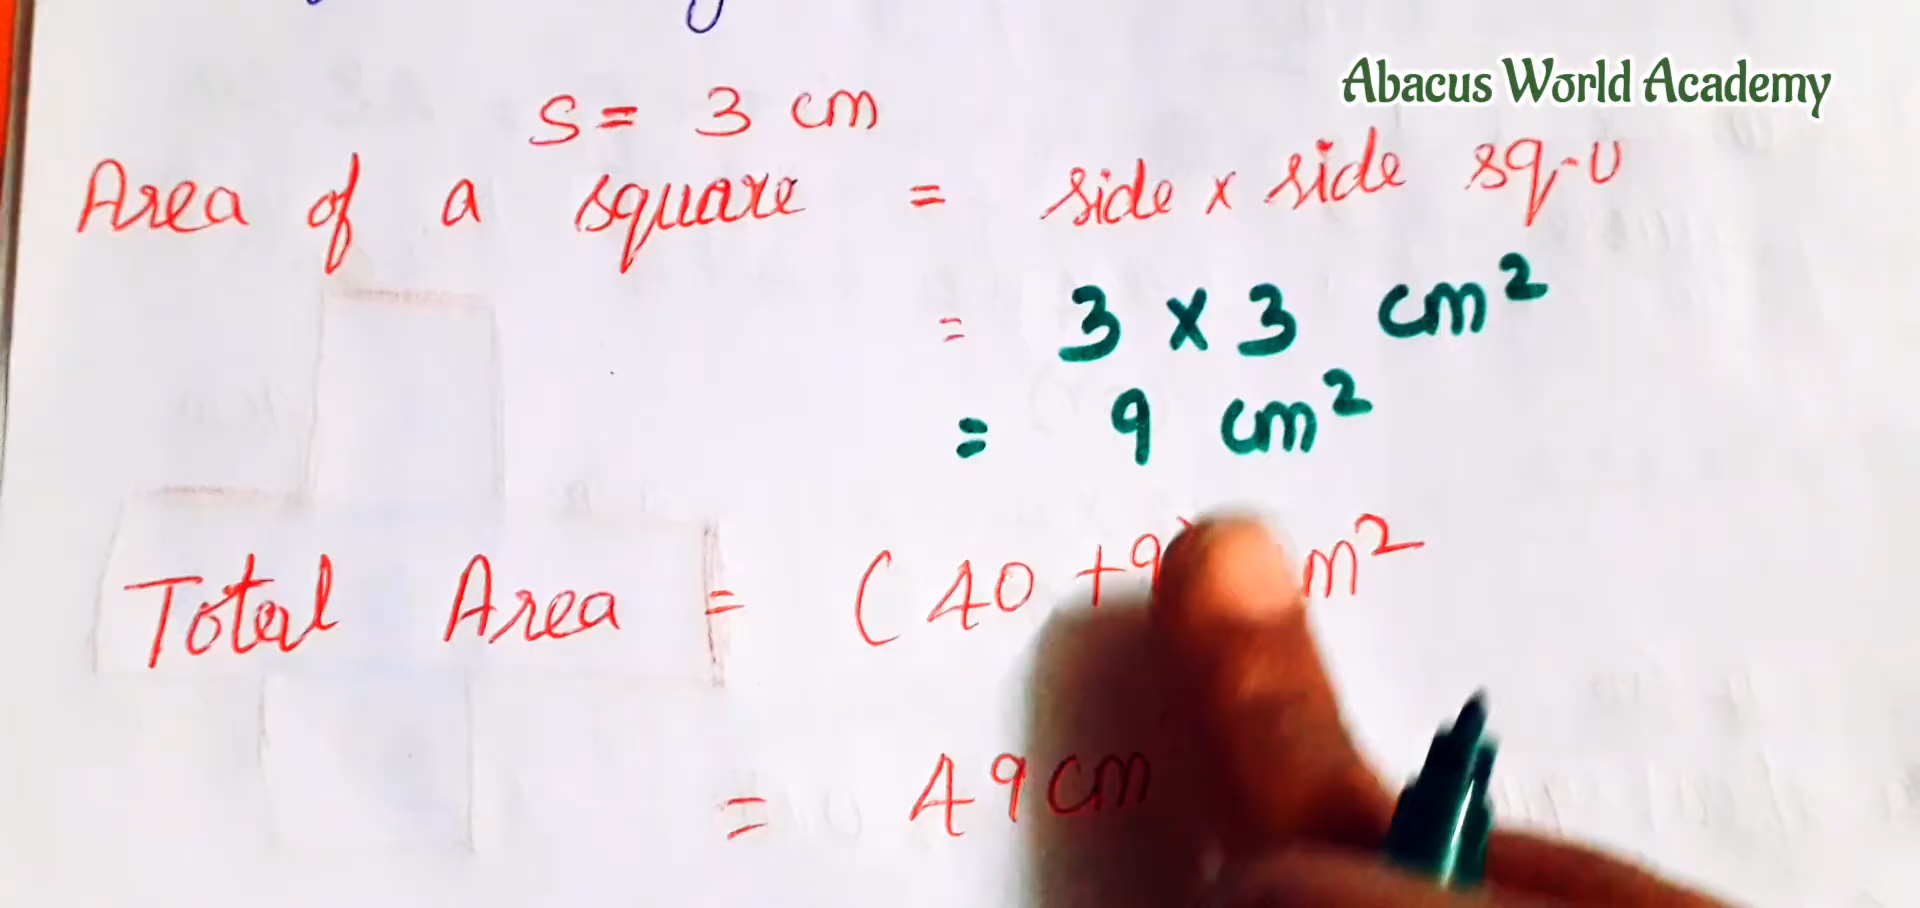 Abacus World Academy
s = 3 cm
Area of a square = side x side sq.u
= 3 x 3 cm²
= 9 cm²
Total Area = ( 40 + 9 m²
= 49 cm